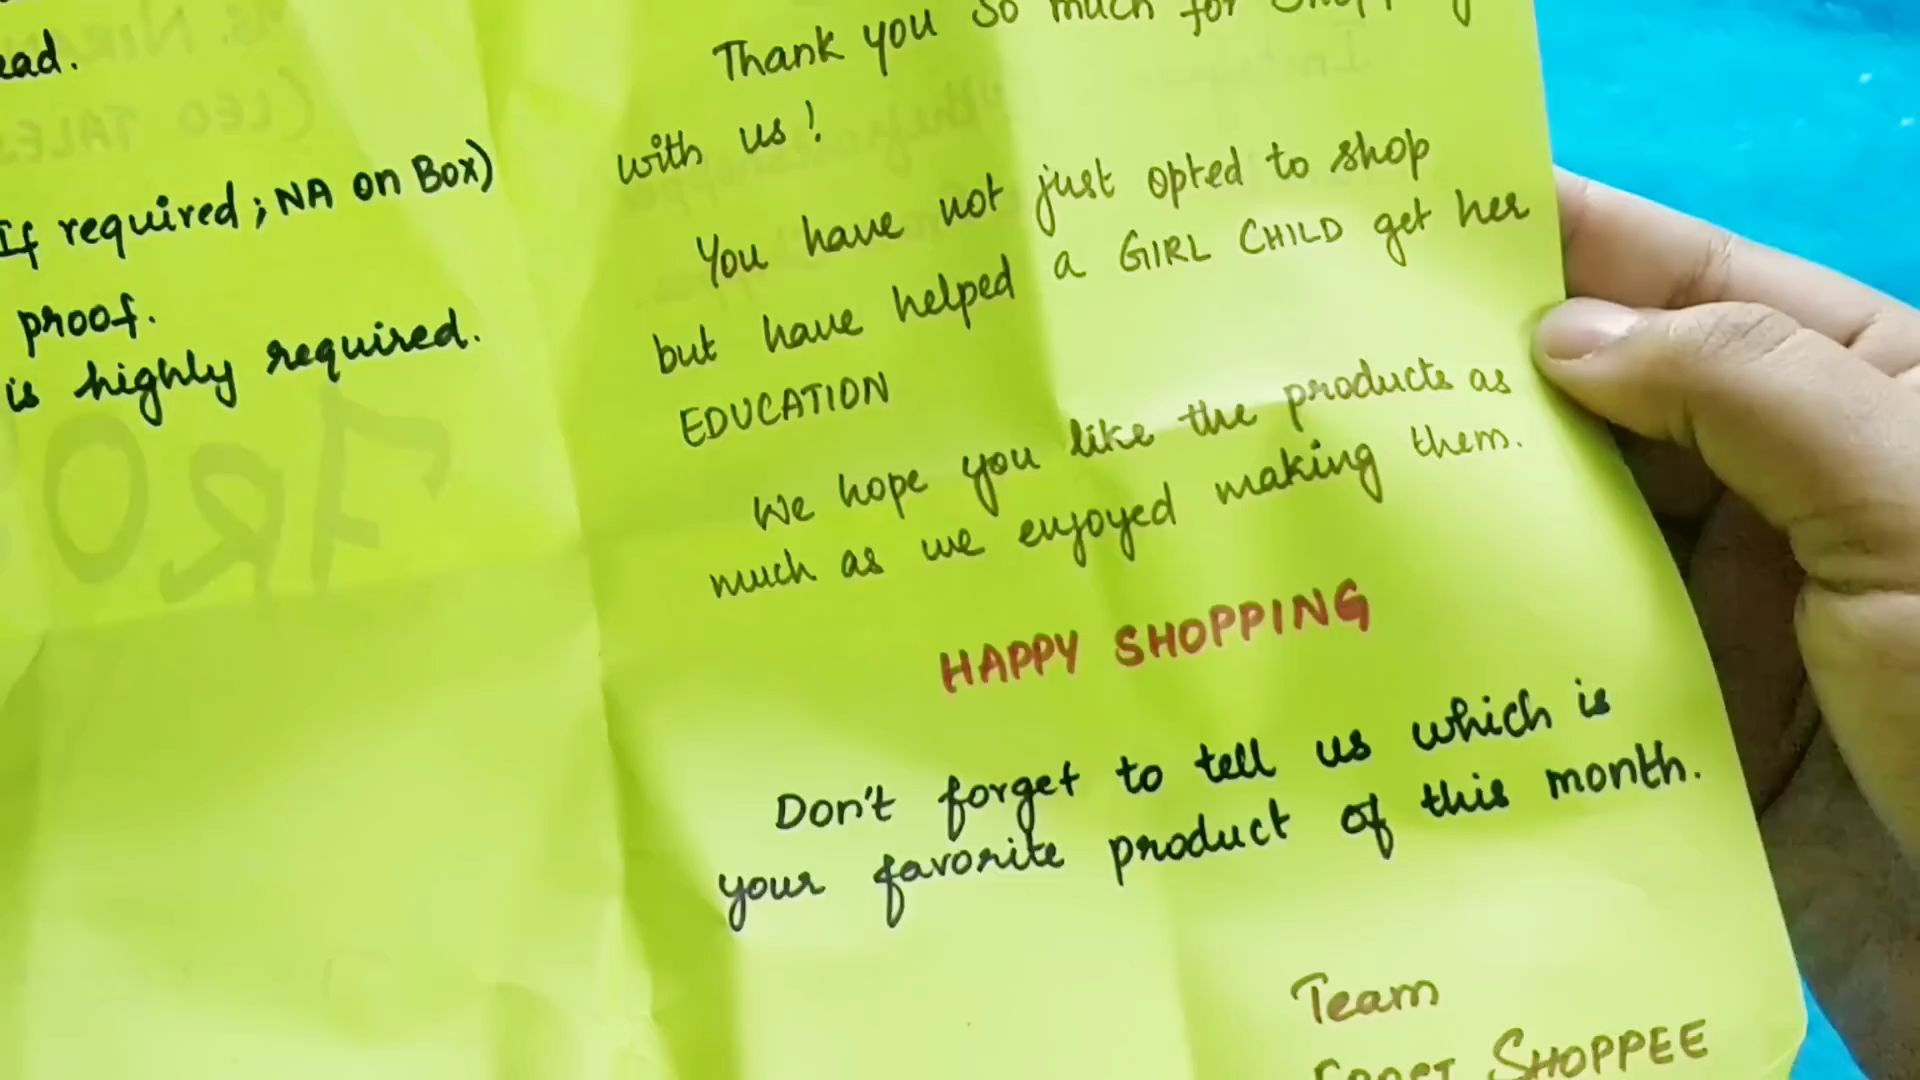 ead.
If required; NA on Box)
proof.
is highly required.
Thank you so much for
with us!
You have not just opted to shop
but have helped a GIRL CHILD get her
EDUCATION
We hope you like the products as
much as we enjoyed making them.
HAPPY SHOPPING
Don't forget to tell us which is
your favorite product of this month.
Team
SHOPPEE